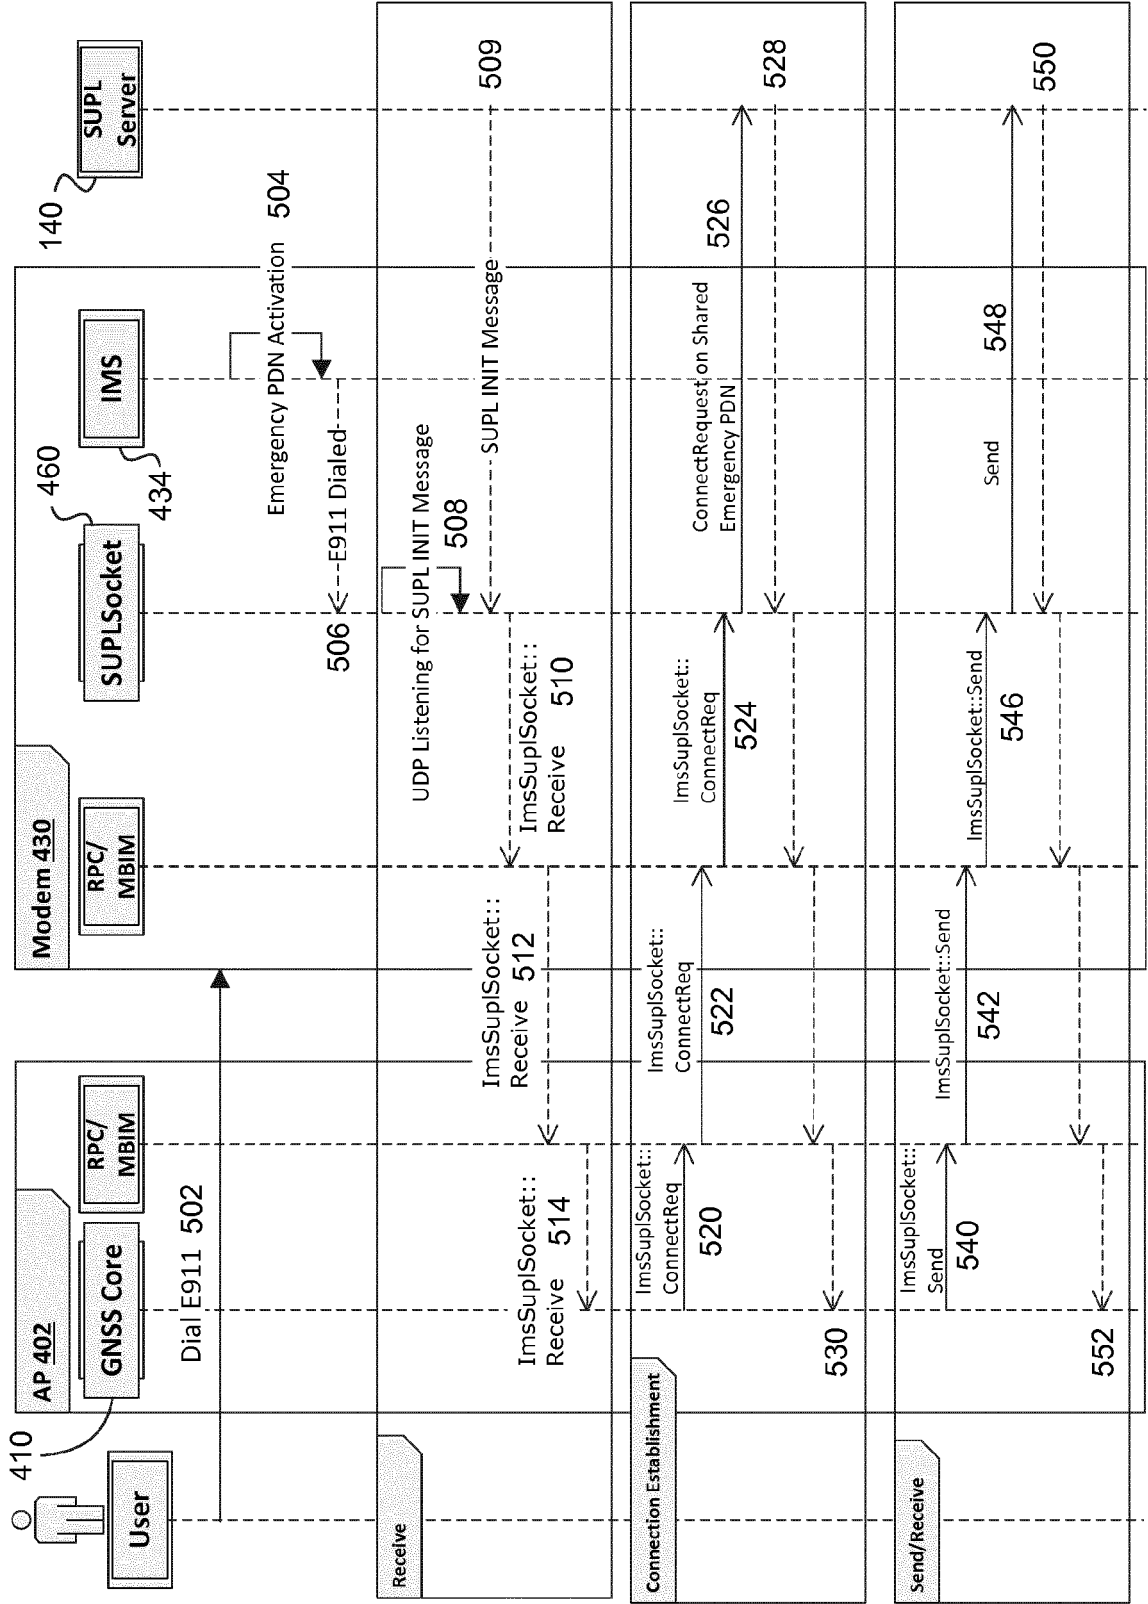 410
User
AP 402
GNSS Core
RPC/
MBIM
Modem 430
RPC/
MBIM
SUPLSocket
460
IMS
434
140
SUPL
Server
Dial E911 502
Emergency PDN Activation 504
E911 Dialed
506
Receive
UDP Listening for SUPL INIT Message
508
SUPL INIT Message
509
ImsSuplSocket::
Receive 510
ImsSuplSocket::
Receive 512
ImsSuplSocket::
Receive 514
Connection Establishment
ImsSuplSocket::
ConnectReq
520
ImsSuplSocket::
ConnectReq
522
ImsSuplSocket::
ConnectReq
524
ConnectRequest on Shared
Emergency PDN
526
528
530
Send/Receive
ImsSuplSocket::
Send
540
ImsSuplSocket::Send
542
ImsSuplSocket::Send
546
Send
548
550
552